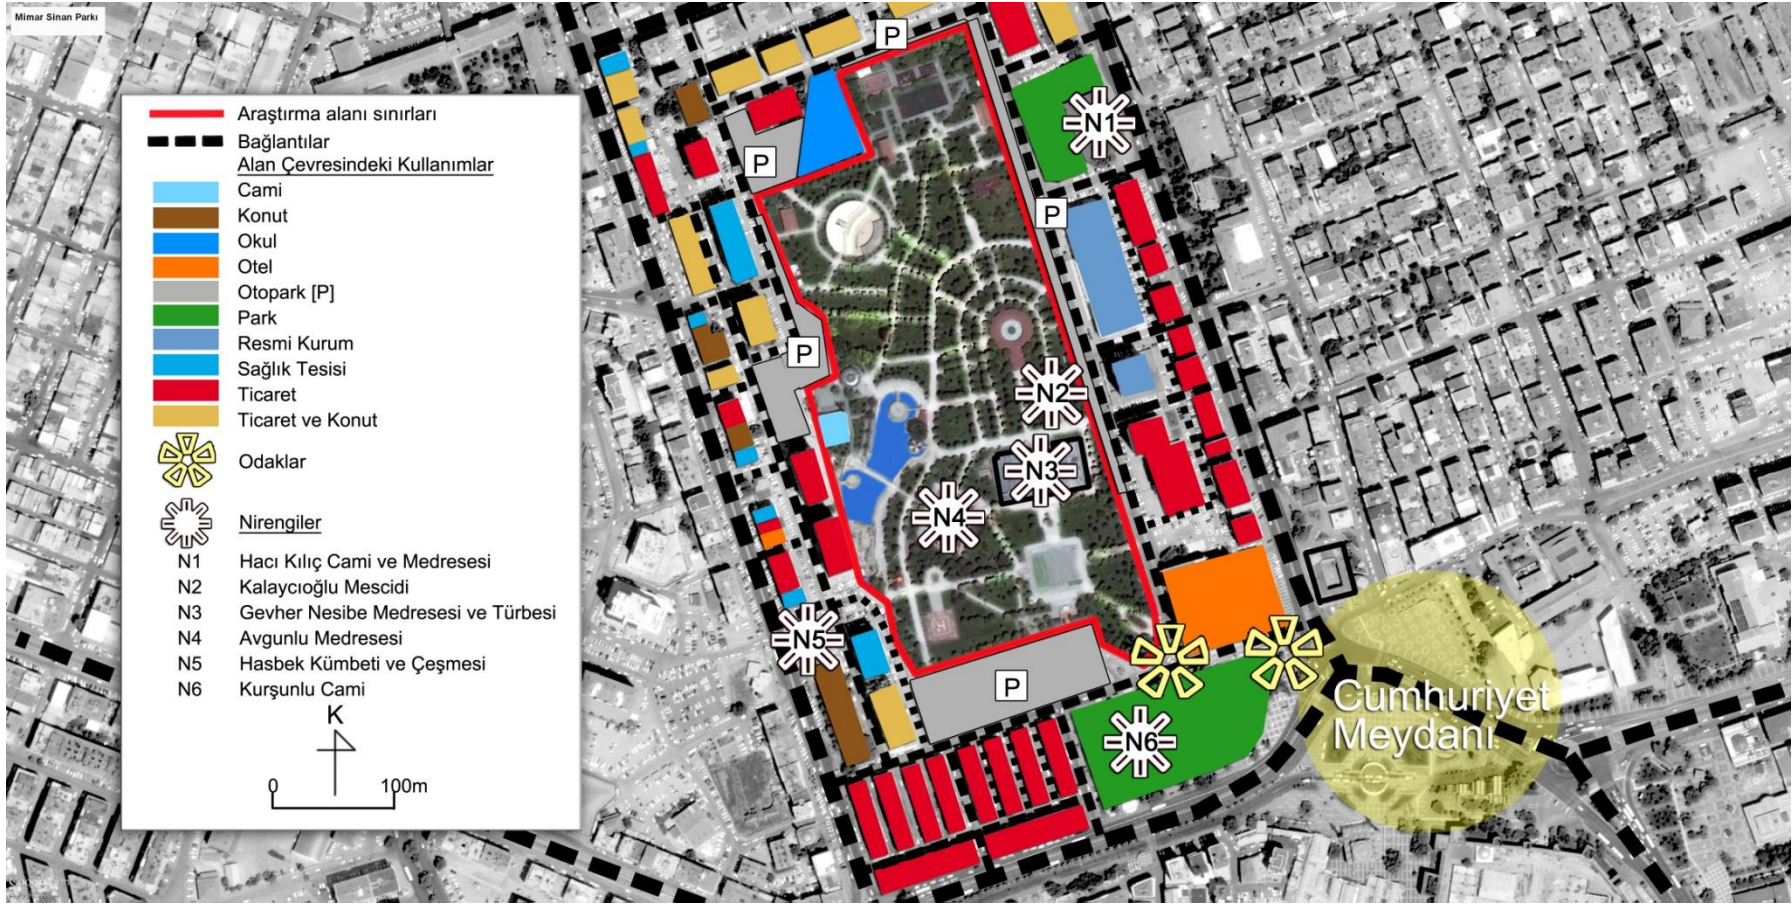 Mimar Sinan Parkı
Araştırma alanı sınırları
Bağlantılar
Alan Çevresindeki Kullanımlar
Cami
Konut
Okul
Otel
Otopark [P]
Park
Resmi Kurum
Sağlık Tesisi
Ticaret
Ticaret ve Konut
Odaklar
Nirengiler
N1 Hacı Kılıç Cami ve Medresesi
N2 Kalaycıoğlu Mescidi
N3 Gevher Nesibe Medresesi ve Türbesi
N4 Avgunlu Medresesi
N5 Hasbek Kümbeti ve Çeşmesi
N6 Kurşunlu Cami
K
0 100m
P
N1
P
P
P
N2
N3
N4
N5
P
N6
Cumhuriyet
Meydanı